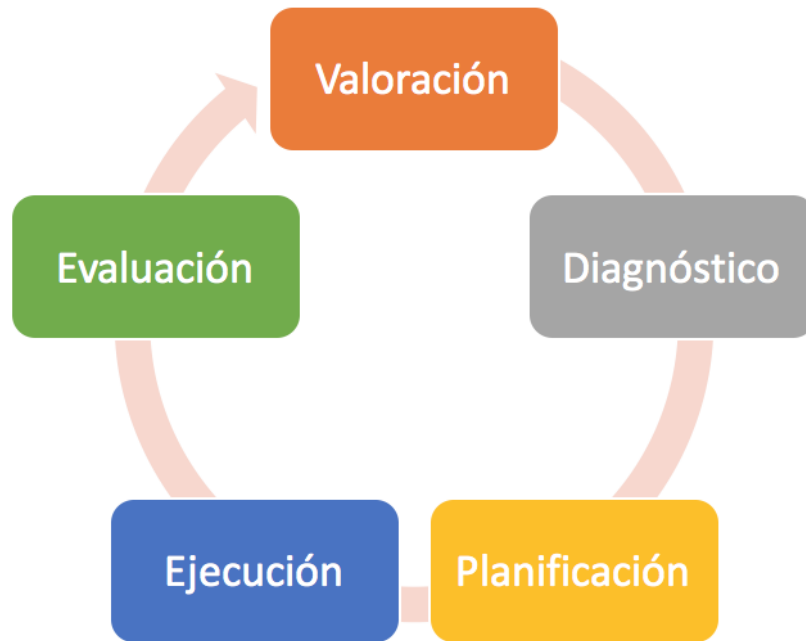 Valoración
Diagnóstico
Planificación
Ejecución
Evaluación